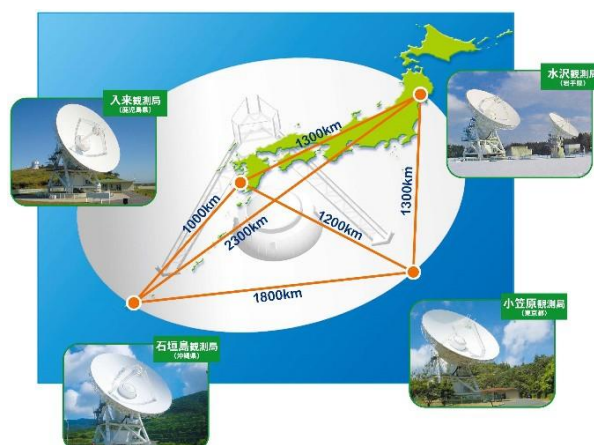 入来観測局
(鹿児島県)
水沢観測局
(岩手県)
1300km
1000km
2300km
1200km
1300km
1800km
小笠原観測局
(東京都)
石垣島観測局
(沖縄県)